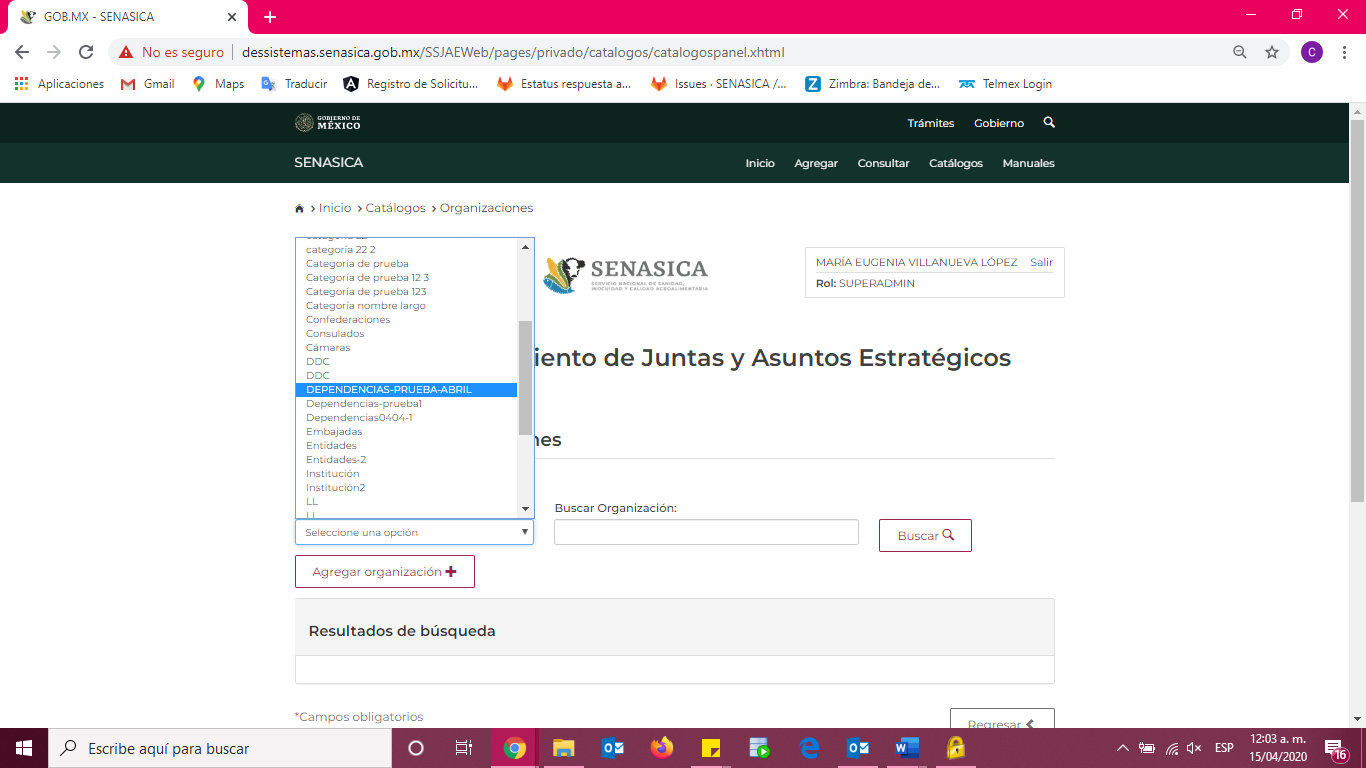 GOB.MX - SENASICA
No es seguro
dessistemas.senasica.gob.mx/SSJAEWeb/pages/privado/catalogos/catalogospanel.xhtml
C
Aplicaciones Gmail Maps Traducir Registro de Solicitu... Estatus respuesta a... Issues · SENASICA /... Zimbra: Bandeja de... Telmex Login
GOBIERNO DE
MÉXICO
Trámites Gobierno
SENASICA
Inicio Agregar Consultar Catálogos Manuales
Inicio Catálogos Organizaciones
categoría 22 2
Categoría de prueba
Categoría de prueba 12 3
Categoría de prueba 123
Categoría nombre largo
Confederaciones
Consulados
Cámaras
DDC
DDC
DEPENDENCIAS-PRUEBA-ABRIL
Dependencias-prueba1
Dependencias0404-1
Embajadas
Entidades
Entidades-2
Institución
Institución2
LL
SENASICA
SERVICIO NACIONAL DE SANIDAD,
INOCUIDAD Y CALIDAD AGROALIMENTARIA
MARÍA EUGENIA VILLANUEVA LÓPEZ Salir
Rol: SUPERADMIN
iento de Juntas y Asuntos Estratégicos
nes
Seleccione una opción
Buscar Organización:
Buscar
Agregar organización
Resultados de búsqueda
*Campos obligatorios
Regresar
Escribe aquí para buscar
ESP
12:03 a. m.
15/04/2020
16